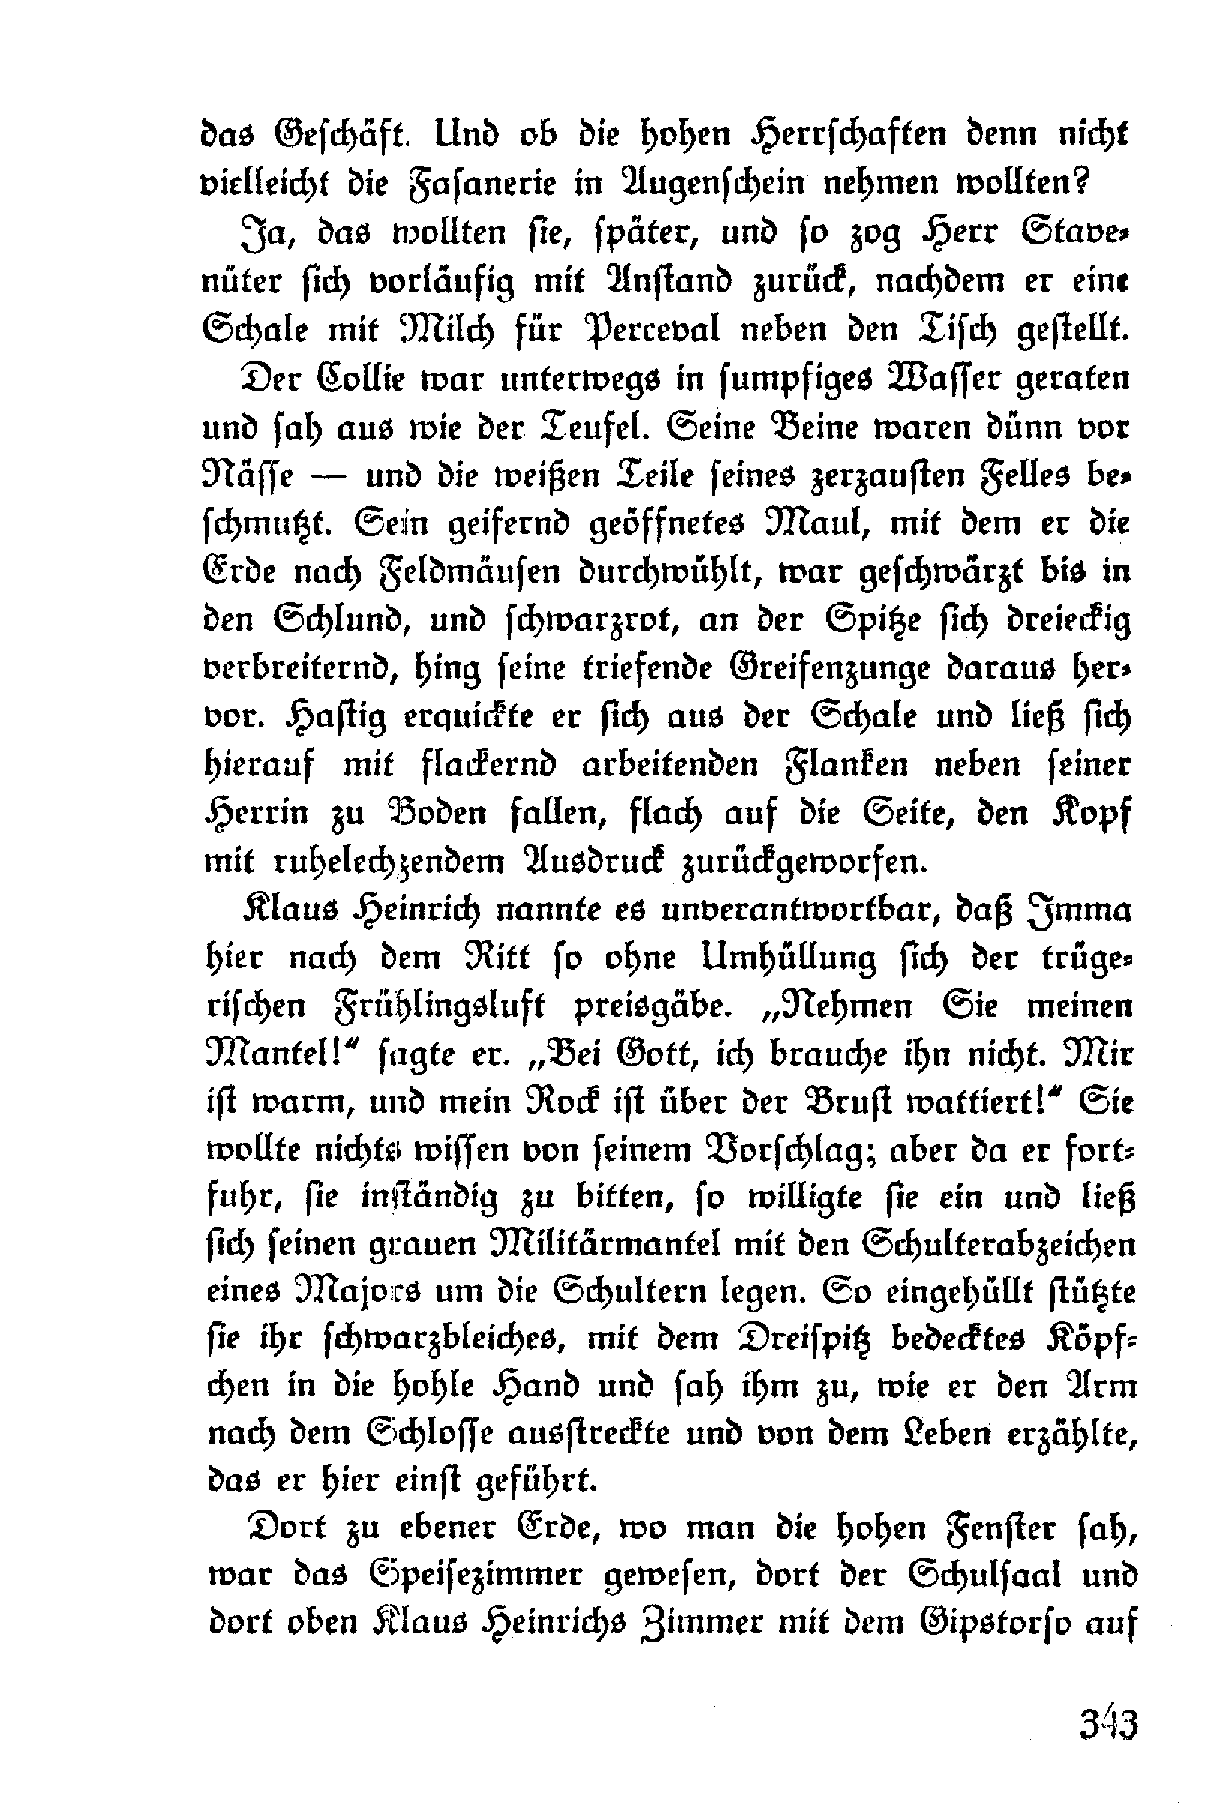 das Geschäft. Und ob die hohen Herrschaften denn nicht
vielleicht die Fasanerie in Augenschein nehmen wollten?
Ja, das wollten sie, später, und so zog Herr Stave-
nüter sich vorläufig mit Anstand zurück, nachdem er eine
Schale mit Milch für Perceval neben den Tisch gestellt.
Der Collie war unterwegs in sumpfiges Wasser geraten
und sah aus wie der Teufel. Seine Beine waren dünn vor
Nässe — und die weißen Teile seines zerzausten Felles be-
schmutzt. Sein geifernd geöffnetes Maul, mit dem er die
Erde nach Feldmäusen durchwühlt, war geschwärzt bis in
den Schlund, und schwarzrot, an der Spitze sich dreieckig
verbreiternd, hing seine triefende Greifenzunge daraus her-
vor. Hastig erquickte er sich aus der Schale und ließ sich
hierauf mit flackernd arbeitenden Flanken neben seiner
Herrin zu Boden fallen, flach auf die Seite, den Kopf
mit ruhelechzendem Ausdruck zurückgeworfen.
Klaus Heinrich nannte es unverantwortbar, daß Imma
hier nach dem Ritt so ohne Umhüllung sich der trüge-
rischen Frühlingsluft preisgäbe. „Nehmen Sie meinen
Mantel!“ sagte er. „Bei Gott, ich brauche ihn nicht. Mir
ist warm, und mein Rock ist über der Brust wattiert!“ Sie
wollte nichts wissen von seinem Vorschlag; aber da er fort-
fuhr, sie inständig zu bitten, so willigte sie ein und ließ
sich seinen grauen Militärmantel mit den Schulterabzeichen
eines Majors um die Schultern legen. So eingehüllt stützte
sie ihr schwarzbleiches, mit dem Dreispitz bedecktes Köpf-
chen in die hohle Hand und sah ihm zu, wie er den Arm
nach dem Schlosse ausstreckte und von dem Leben erzählte,
das er hier einst geführt.
Dort zu ebener Erde, wo man die hohen Fenster sah,
war das Speisezimmer gewesen, dort der Schulsaal und
dort oben Klaus Heinrichs Zimmer mit dem Gipstorso auf
343